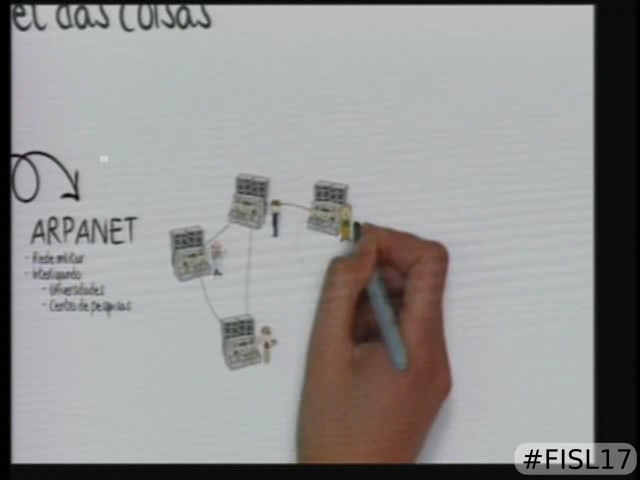 et das Coisas
ARPANET
- Rede militar
- Interligando
- Universidades
- Centro de pesquisas
#FISL17